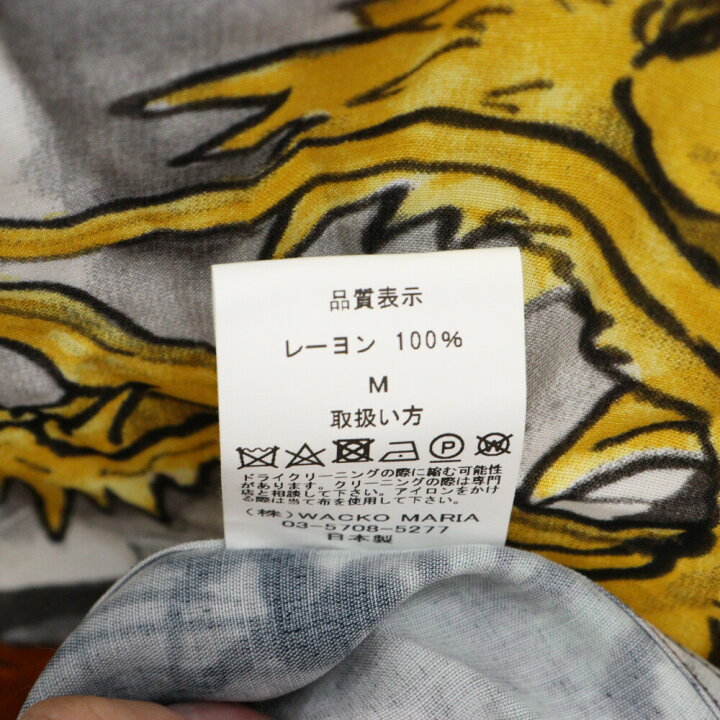 品質表示
レーヨン 100%
M
取扱い方
P
ドライクリーニングの際に縮む可能性
があります。クリーニングの際は専門
店と相談して下さい。アイロンをかけ
る際は当て布を使用して下さい。
(株)WACKO MARIA
03-5708-5277
日本製